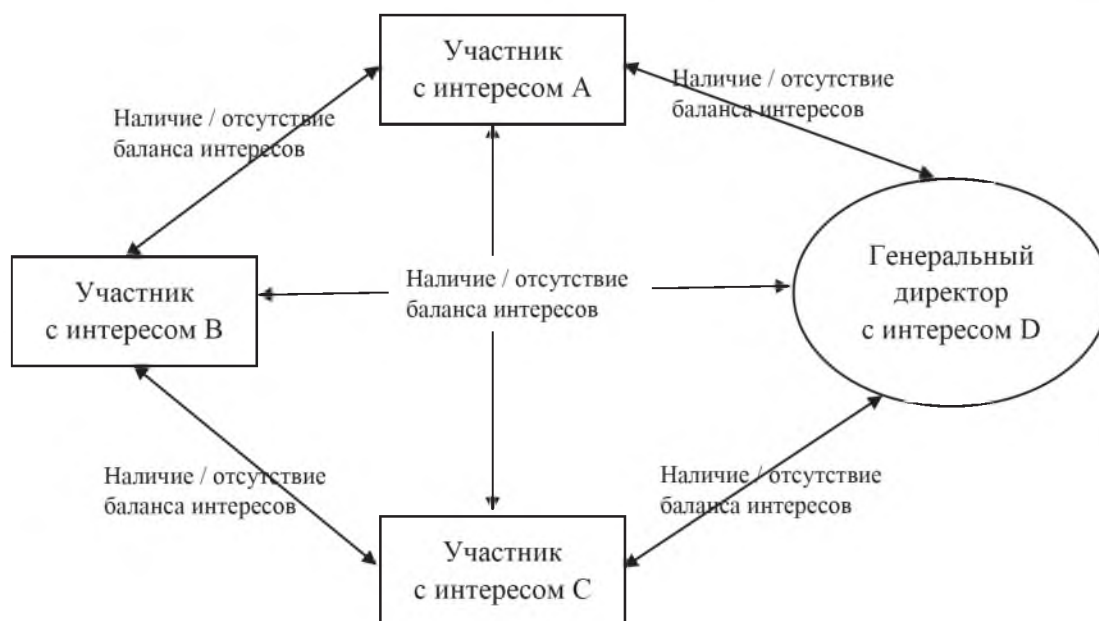 Участник
с интересом A
Наличие / отсутствие
баланса интересов
Наличие / отсутствие
баланса интересов
Участник
с интересом B
Наличие / отсутствие
баланса интересов
Генеральный
директор
с интересом D
Наличие / отсутствие
баланса интересов
Наличие / отсутствие
баланса интересов
Участник
с интересом C